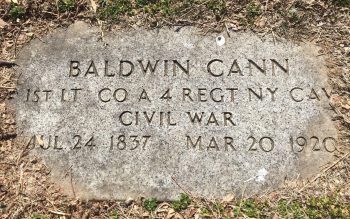 BALDWIN CANN
1ST LT CO A 4 REGT NY CAV
CIVIL WAR
JUL 24 1837 MAR 20 1920